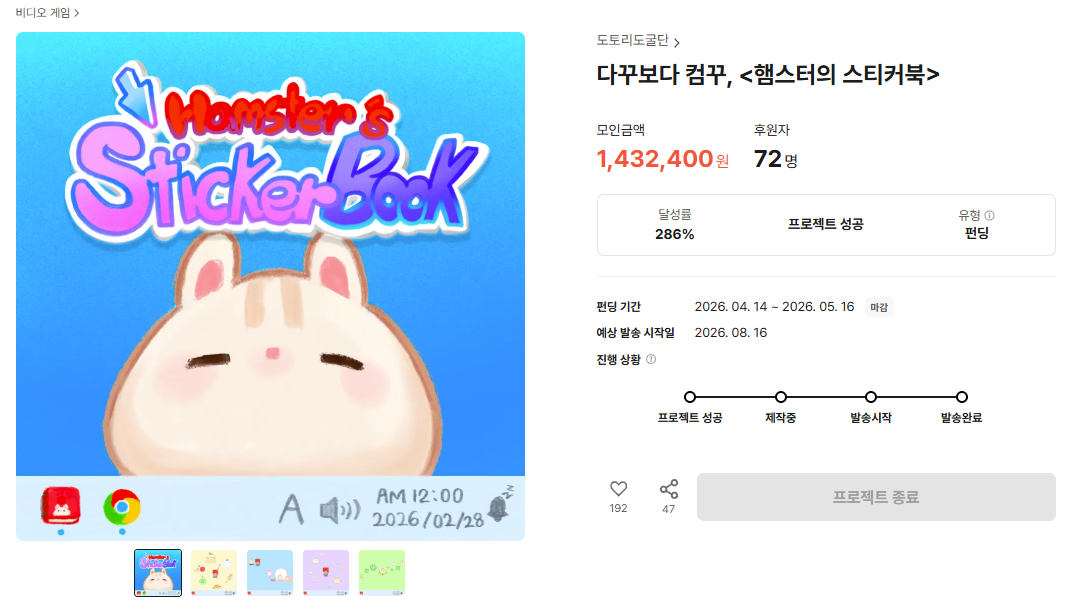 비디오 게임 >
Hamster's
Sticker Book
A
AM 12:00
2026/02/28
z z
도토리도굴단 >
다꾸보다 컴꾸, <햄스터의 스티커북>
모인금액
후원자
1,432,400원
72명
달성률
286%
프로젝트 성공
유형
펀딩
펀딩 기간 2026. 04. 14 ~ 2026. 05. 16 마감
예상 발송 시작일 2026. 08. 16
진행 상황
프로젝트 성공 제작중 발송시작 발송완료
192
47
프로젝트 종료